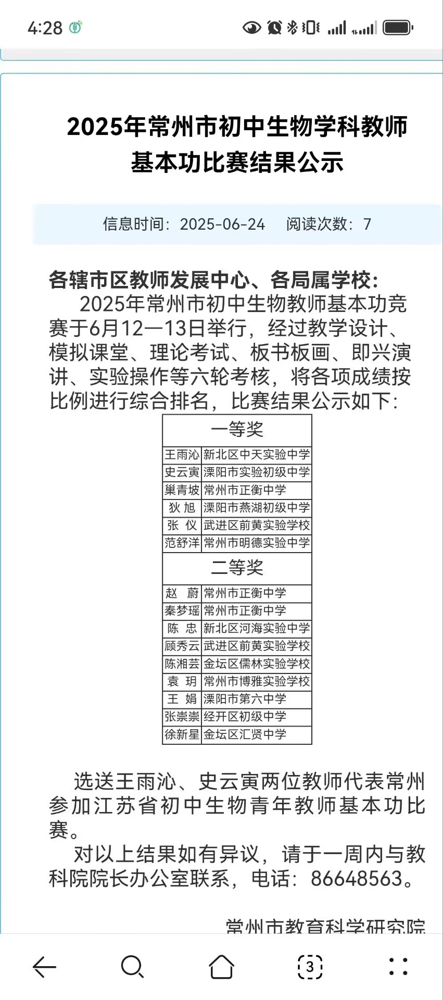 4:28
2025年常州市初中生物学科教师
基本功比赛结果公示
信息时间：2025-06-24 阅读次数：7
各辖市区教师发展中心、各局属学校：
2025年常州市初中生物教师基本功竞
赛于6月12—13日举行，经过教学设计、
模拟课堂、理论考试、板书板画、即兴演
讲、实验操作等六轮考核，将各项成绩按
比例进行综合排名，比赛结果公示如下：
一等奖
王雨沁 新北区中天实验中学
史云寅 溧阳市实验初级中学
巢青坡 常州市正衡中学
狄 旭 溧阳市燕湖初级中学
张 仪 武进区前黄实验学校
范舒洋 常州市明德实验中学
二等奖
赵 蔚 常州市正衡中学
秦梦瑶 常州市正衡中学
陈 忠 新北区河海实验中学
顾秀云 武进区前黄实验学校
陈湘芸 金坛区儒林实验学校
袁 玥 常州市博雅实验学校
王 娟 溧阳市第六中学
张崇崇 经开区初级中学
徐新星 金坛区汇贤中学
选送王雨沁、史云寅两位教师代表常州
参加江苏省初中生物青年教师基本功比
赛。
对以上结果如有异议，请于一周内与教
科院院长办公室联系，电话：86648563。
常州市教育科学研究院
3